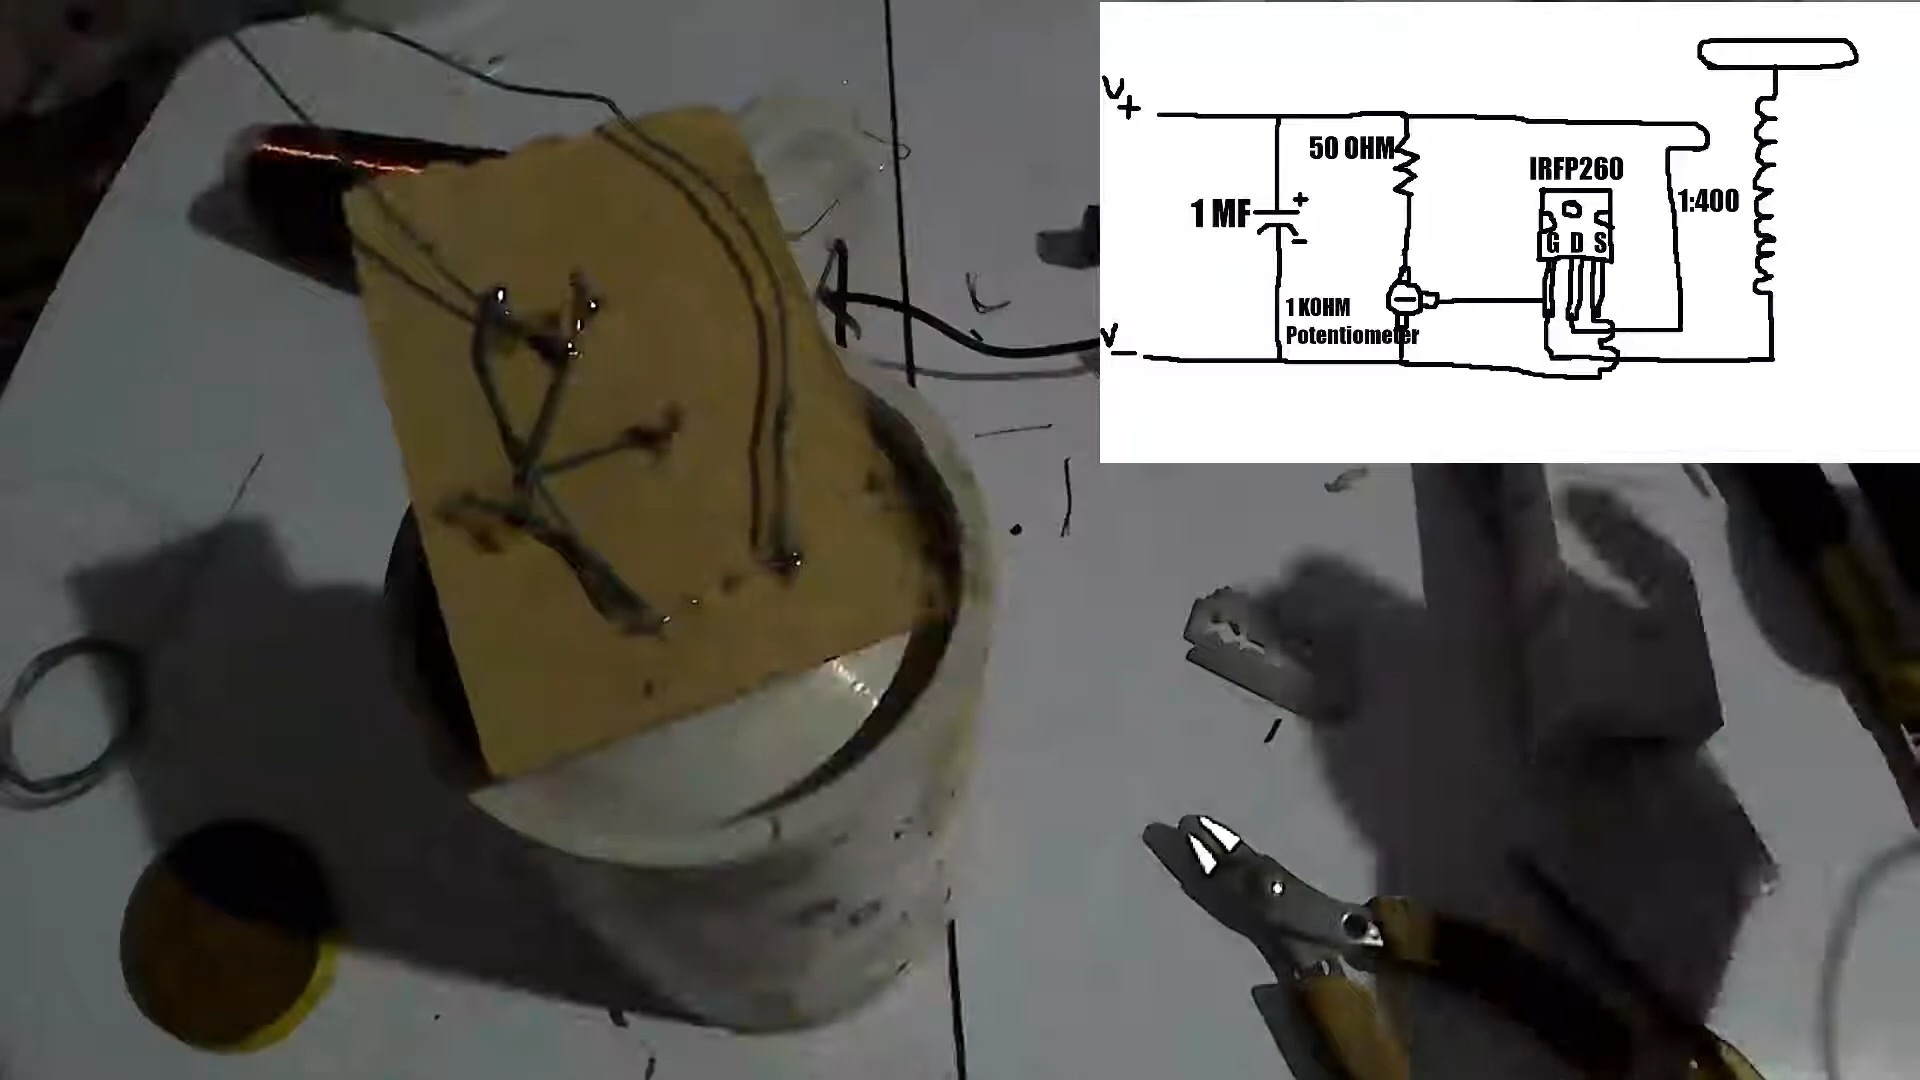 V+
50 OHM
IRFP260
1 MF
+
-
G D S
1:400
1 KOHM
Potentiometer
V-